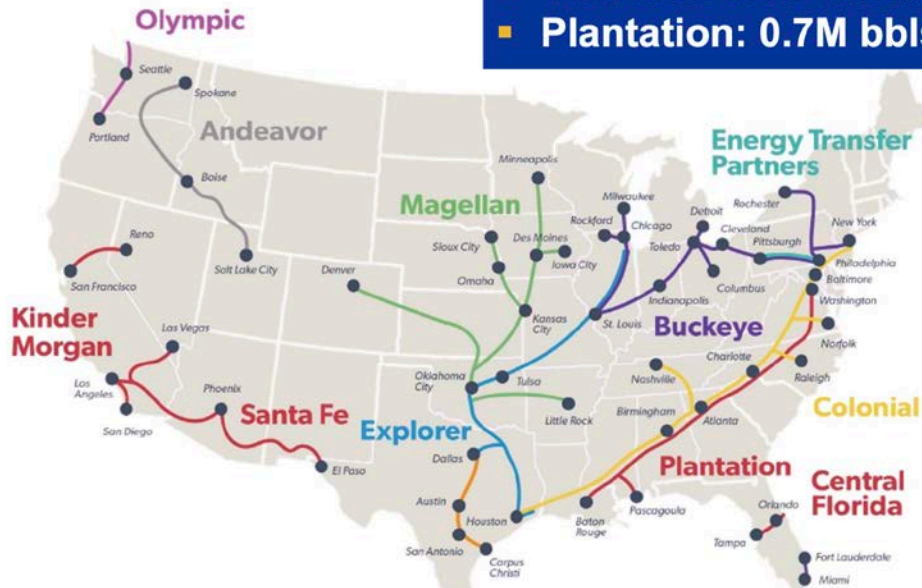 Plantation: 0.7M bbls
Olympic
Seattle
Spokane
Portland
Andeavor
Boise
Salt Lake City
Reno
San Francisco
Kinder
Morgan
Las Vegas
Los
Angeles
San Diego
Phoenix
Santa Fe
El Paso
Minneapolis
Magellan
Sioux City
Des Moines
Iowa City
Omaha
Denver
Kansas
City
Oklahoma
City
Tulsa
Little Rock
Explorer
Dallas
Austin
Houston
San Antonio
Corpus
Christi
Milwaukee
Rockford
Chicago
St. Louis
Indianapolis
Buckeye
Detroit
Toledo
Cleveland
Columbus
Pittsburgh
Energy Transfer
Partners
Rochester
New York
Philadelphia
Baltimore
Washington
Norfolk
Raleigh
Charlotte
Nashville
Birmingham
Atlanta
Colonial
Plantation
Baton
Rouge
Pascagoula
Central
Florida
Orlando
Tampa
Fort Lauderdale
Miami